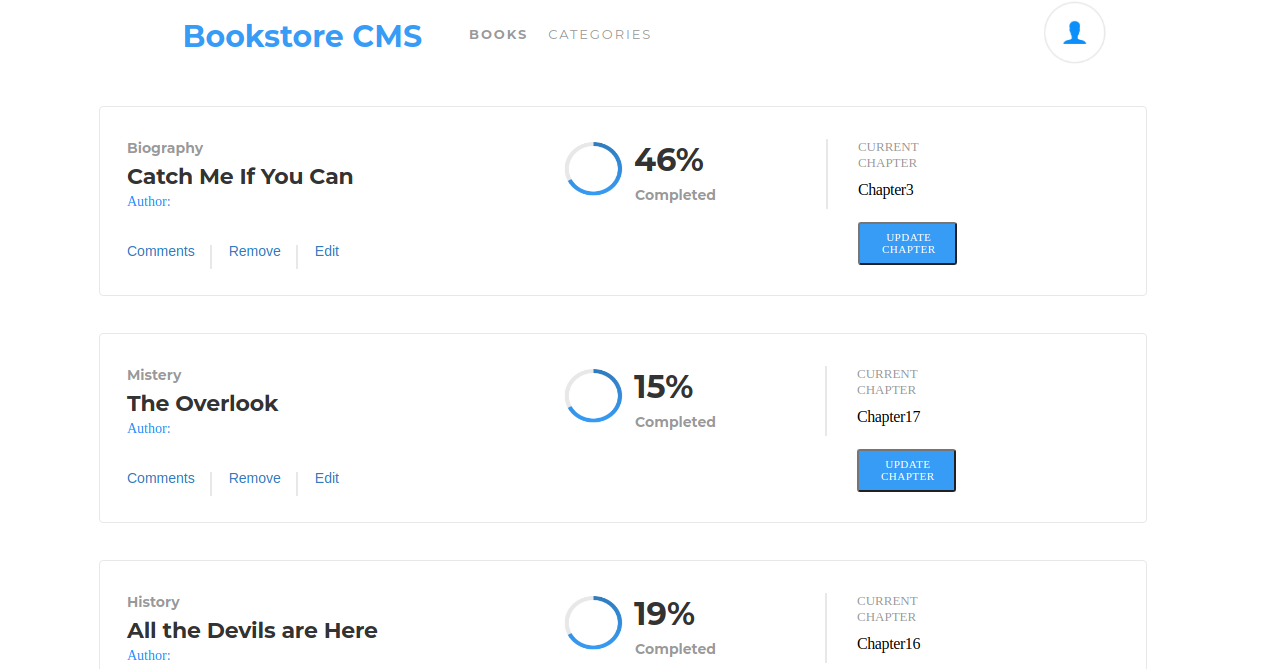 Bookstore CMS BOOKS CATEGORIES
Biography
Catch Me If You Can
Author:
Comments Remove Edit
46%
Completed
CURRENT
CHAPTER
Chapter3
UPDATE
CHAPTER
Mistery
The Overlook
Author:
Comments Remove Edit
15%
Completed
CURRENT
CHAPTER
Chapter17
UPDATE
CHAPTER
History
All the Devils are Here
Author:
19%
Completed
CURRENT
CHAPTER
Chapter16